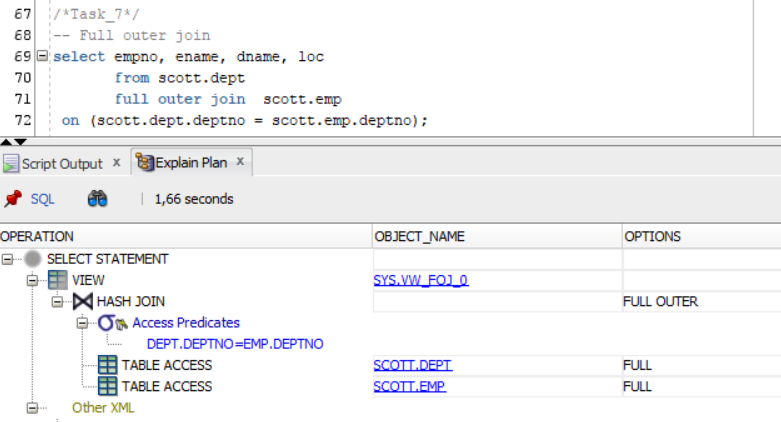 67 /*Task_7*/
68 -- Full outer join
69 select empno, ename, dname, loc
70 from scott.dept
71 full outer join scott.emp
72 on (scott.dept.deptno = scott.emp.deptno);
Script Output x Explain Plan x
SQL 1,66 seconds
OPERATION OBJECT_NAME OPTIONS
SELECT STATEMENT
VIEW SYS.VW_FOJ_0
HASH JOIN FULL OUTER
Access Predicates
DEPT.DEPTNO=EMP.DEPTNO
TABLE ACCESS SCOTT.DEPT FULL
TABLE ACCESS SCOTT.EMP FULL
Other XML